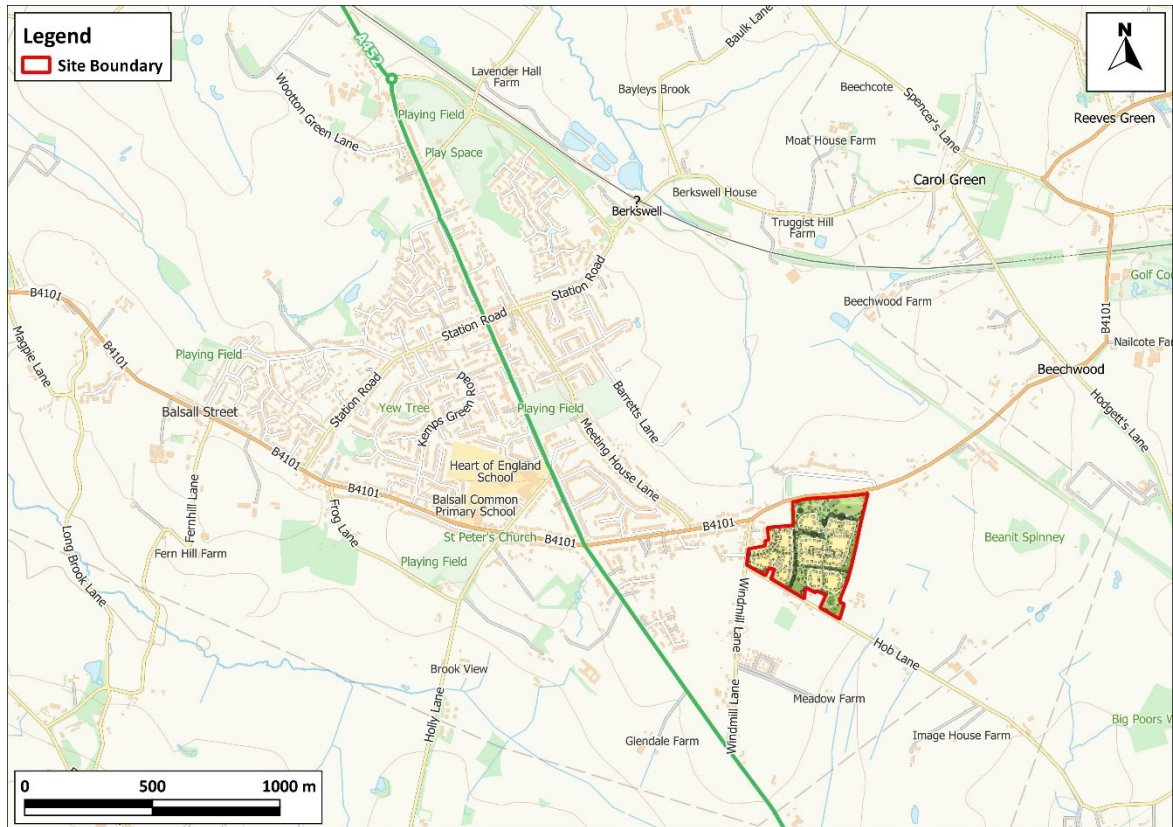 Legend
Site Boundary
N
A452
Wootton Green Lane
Lavender Hall
Farm
Playing Field
Play Space
Baulk Lane
Bayleys Brook
Beechcote
Spencer's Lane
Reeves Green
Moat House Farm
Carol Green
Berkswell House
?
Berkswell
Truggist Hill
Farm
Station Road
Station Road
Beechwood Farm
Golf Cou
B4101
Nailcote Far
Beechwood
Hodgett's Lane
B4101
Magpie Lane
B4101
Playing Field
Balsall Street
Station Road
Yew Tree
Kemps Green Road
Playing Field
Barretts Lane
Meeting House Lane
Heart of England
School
Balsall Common
Primary School
B4101
St Peter's Church
B4101
B4101
Fernhill Lane
Frog Lane
Long Brook Lane
Fern Hill Farm
Playing Field
Beanit Spinney
Windmill Lane
Hob Lane
Brook View
Holly Lane
Meadow Farm
Windmill Lane
Glendale Farm
Image House Farm
Big Poors W
0 500 1000 m